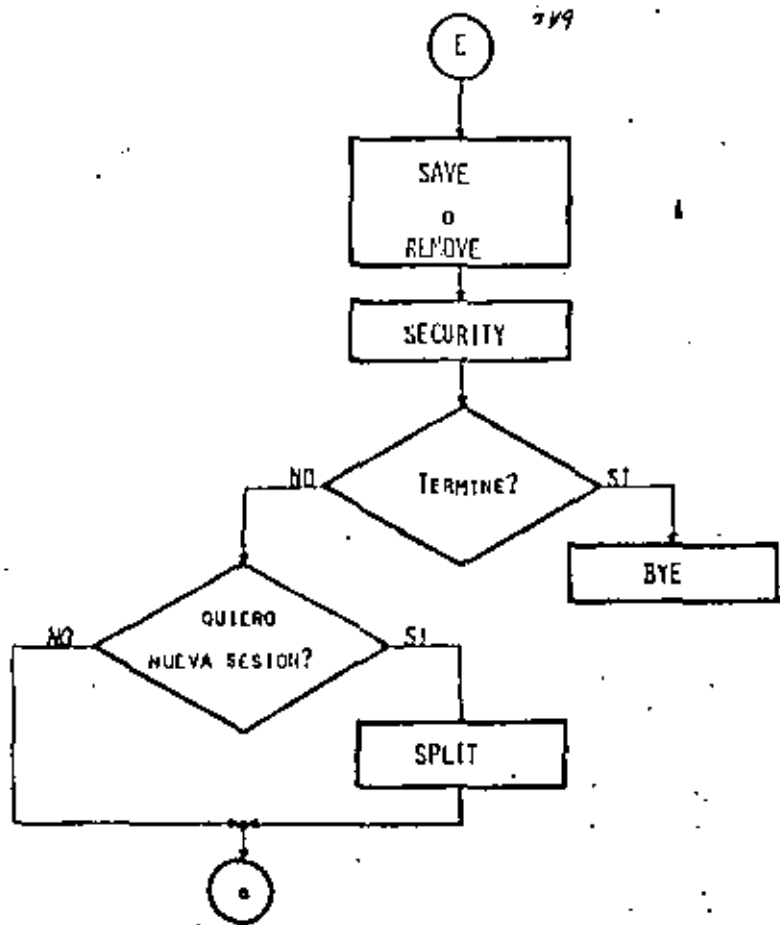 E
SAVE
o
REMOVE
SECURITY
TERMINE?
NO
SI
BYE
QUIERO
NUEVA SESION?
NO
SI
SPLIT
a